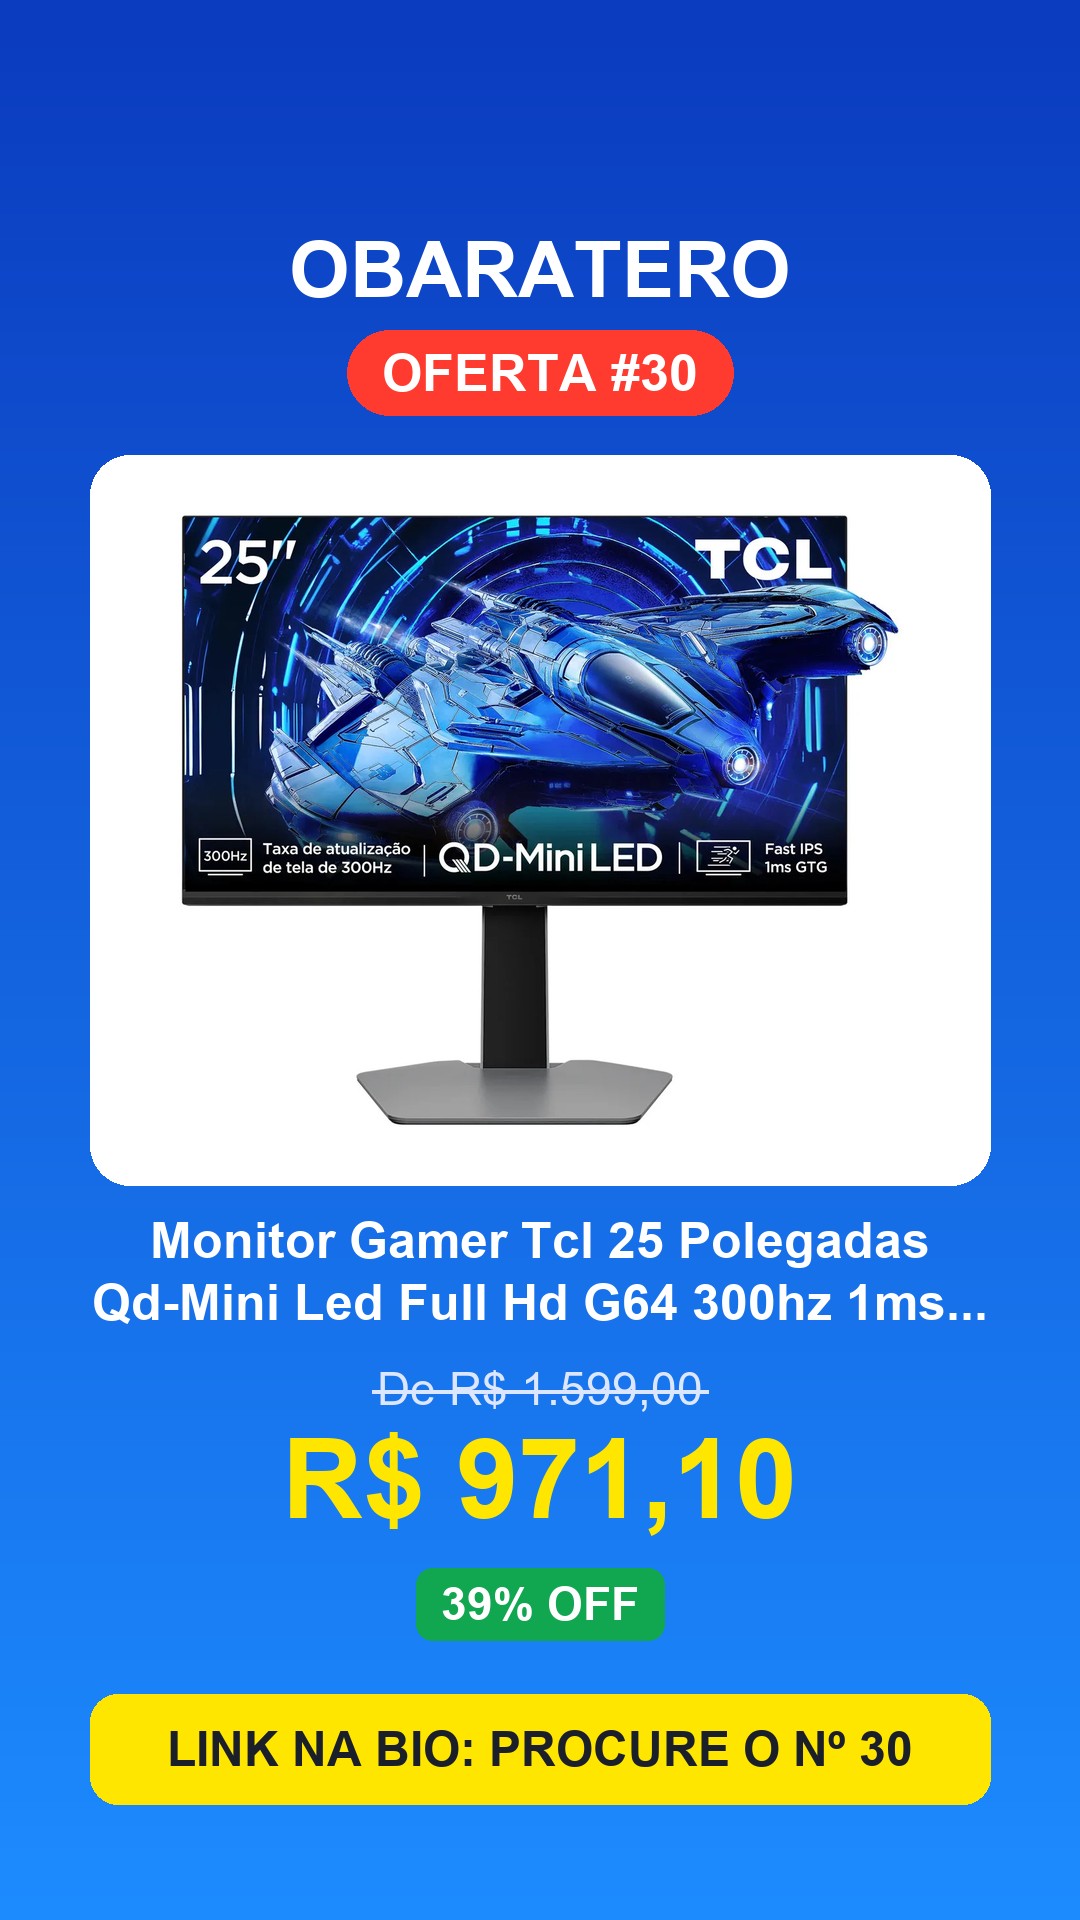 OBARATERO
OFERTA #30
25"
TCL
300Hz
Taxa de atualização
de tela de 300Hz
QD-Mini LED
Fast IPS
1ms GTG
TCL
Monitor Gamer Tcl 25 Polegadas
Qd-Mini Led Full Hd G64 300hz 1ms...
De R$ 1.599,00
R$ 971,10
39% OFF
LINK NA BIO: PROCURE O Nº 30